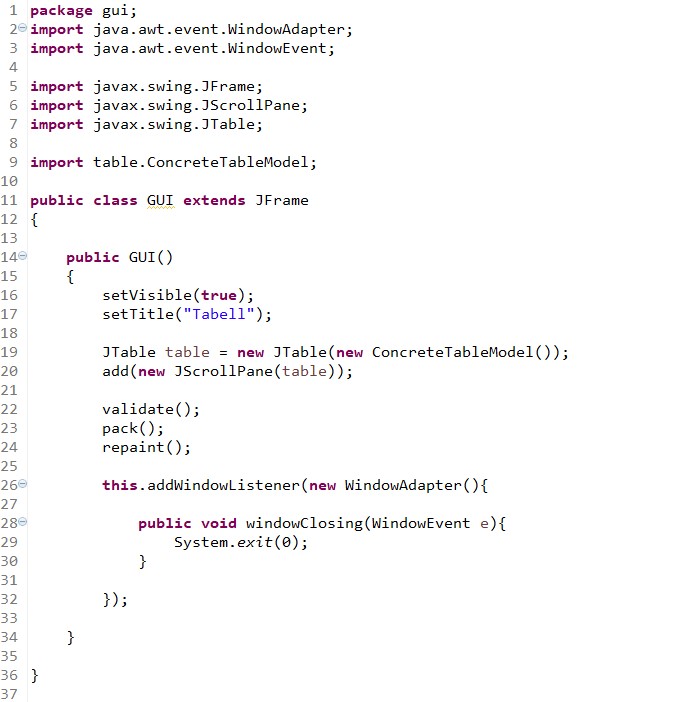 1 package gui;
2 import java.awt.event.WindowAdapter;
3 import java.awt.event.WindowEvent;
4
5 import javax.swing.JFrame;
6 import javax.swing.JScrollPane;
7 import javax.swing.JTable;
8
9 import table.ConcreteTableModel;
10
11 public class GUI extends JFrame
12 {
13
14     public GUI()
15     {
16         setVisible(true);
17         setTitle("Tabell");
18
19         JTable table = new JTable(new ConcreteTableModel());
20         add(new JScrollPane(table));
21
22         validate();
23         pack();
24         repaint();
25
26         this.addWindowListener(new WindowAdapter(){
27
28             public void windowClosing(WindowEvent e){
29                 System.exit(0);
30             }
31
32         });
33
34     }
35
36 }
37